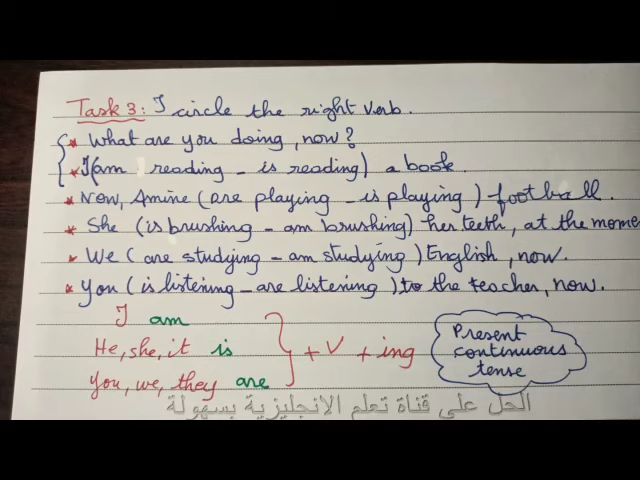 Task 3: I circle the right verb.
* What are you doing, now?
* I (am reading - is reading) a book.
* Now, Amine (are playing - is playing) football.
* She (is brushing - am brushing) her teeth, at the mome
* We (are studying - am studying) English, now.
* You (is listening - are listening) to the teacher, now.
I am
He, she, it is
You, we, they are
+ V + ing
Present
continuous
tense
الحل على قناة تعلم الانجليزية بسهولة